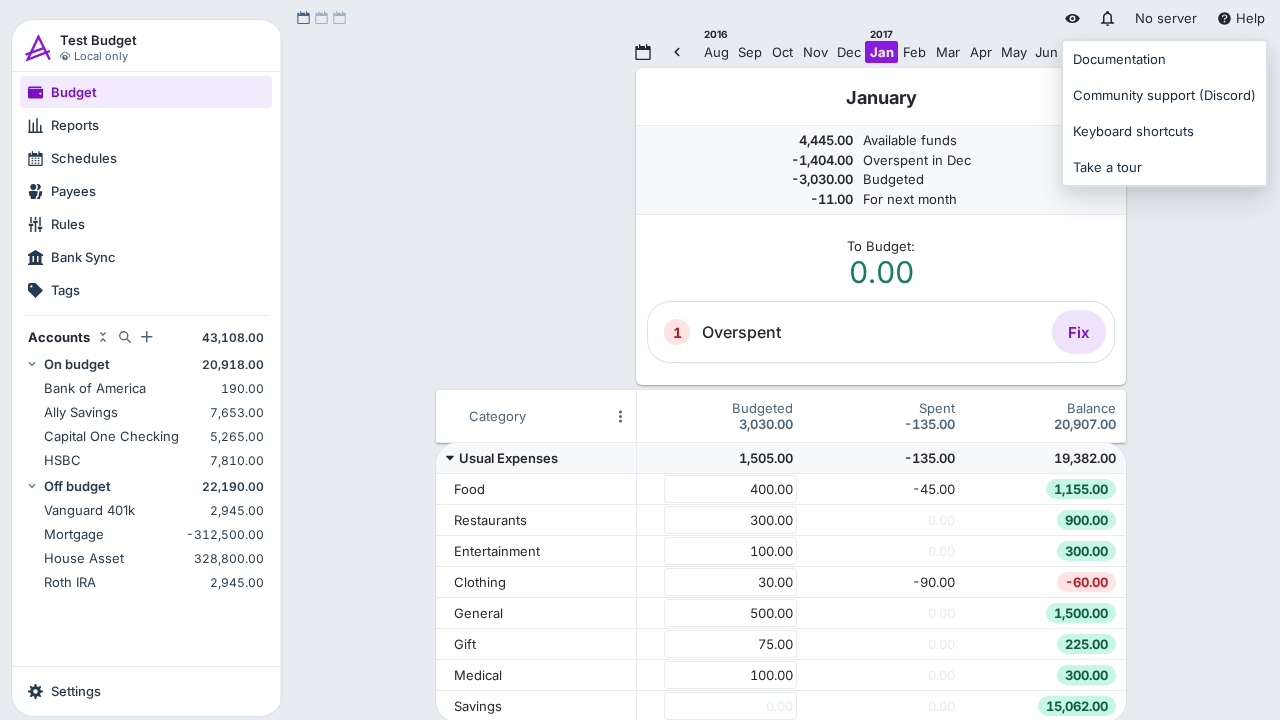 Test Budget
Local only
Budget
Reports
Schedules
Payees
Rules
Bank Sync
Tags
Accounts 43,108.00
On budget 20,918.00
Bank of America 190.00
Ally Savings 7,653.00
Capital One Checking 5,265.00
HSBC 7,810.00
Off budget 22,190.00
Vanguard 401k 2,945.00
Mortgage -312,500.00
House Asset 328,800.00
Roth IRA 2,945.00
Settings
No server Help
2016 2017
Aug Sep Oct Nov Dec Jan Feb Mar Apr May Jun
Documentation
Community support (Discord)
Keyboard shortcuts
Take a tour
January
4,445.00 Available funds
-1,404.00 Overspent in Dec
-3,030.00 Budgeted
-11.00 For next month
To Budget:
0.00
1 Overspent Fix
Category Budgeted Spent Balance
3,030.00 -135.00 20,907.00
Usual Expenses 1,505.00 -135.00 19,382.00
Food 400.00 -45.00 1,155.00
Restaurants 300.00 0.00 900.00
Entertainment 100.00 0.00 300.00
Clothing 30.00 -90.00 -60.00
General 500.00 0.00 1,500.00
Gift 75.00 0.00 225.00
Medical 100.00 0.00 300.00
Savings 0.00 0.00 15,062.00